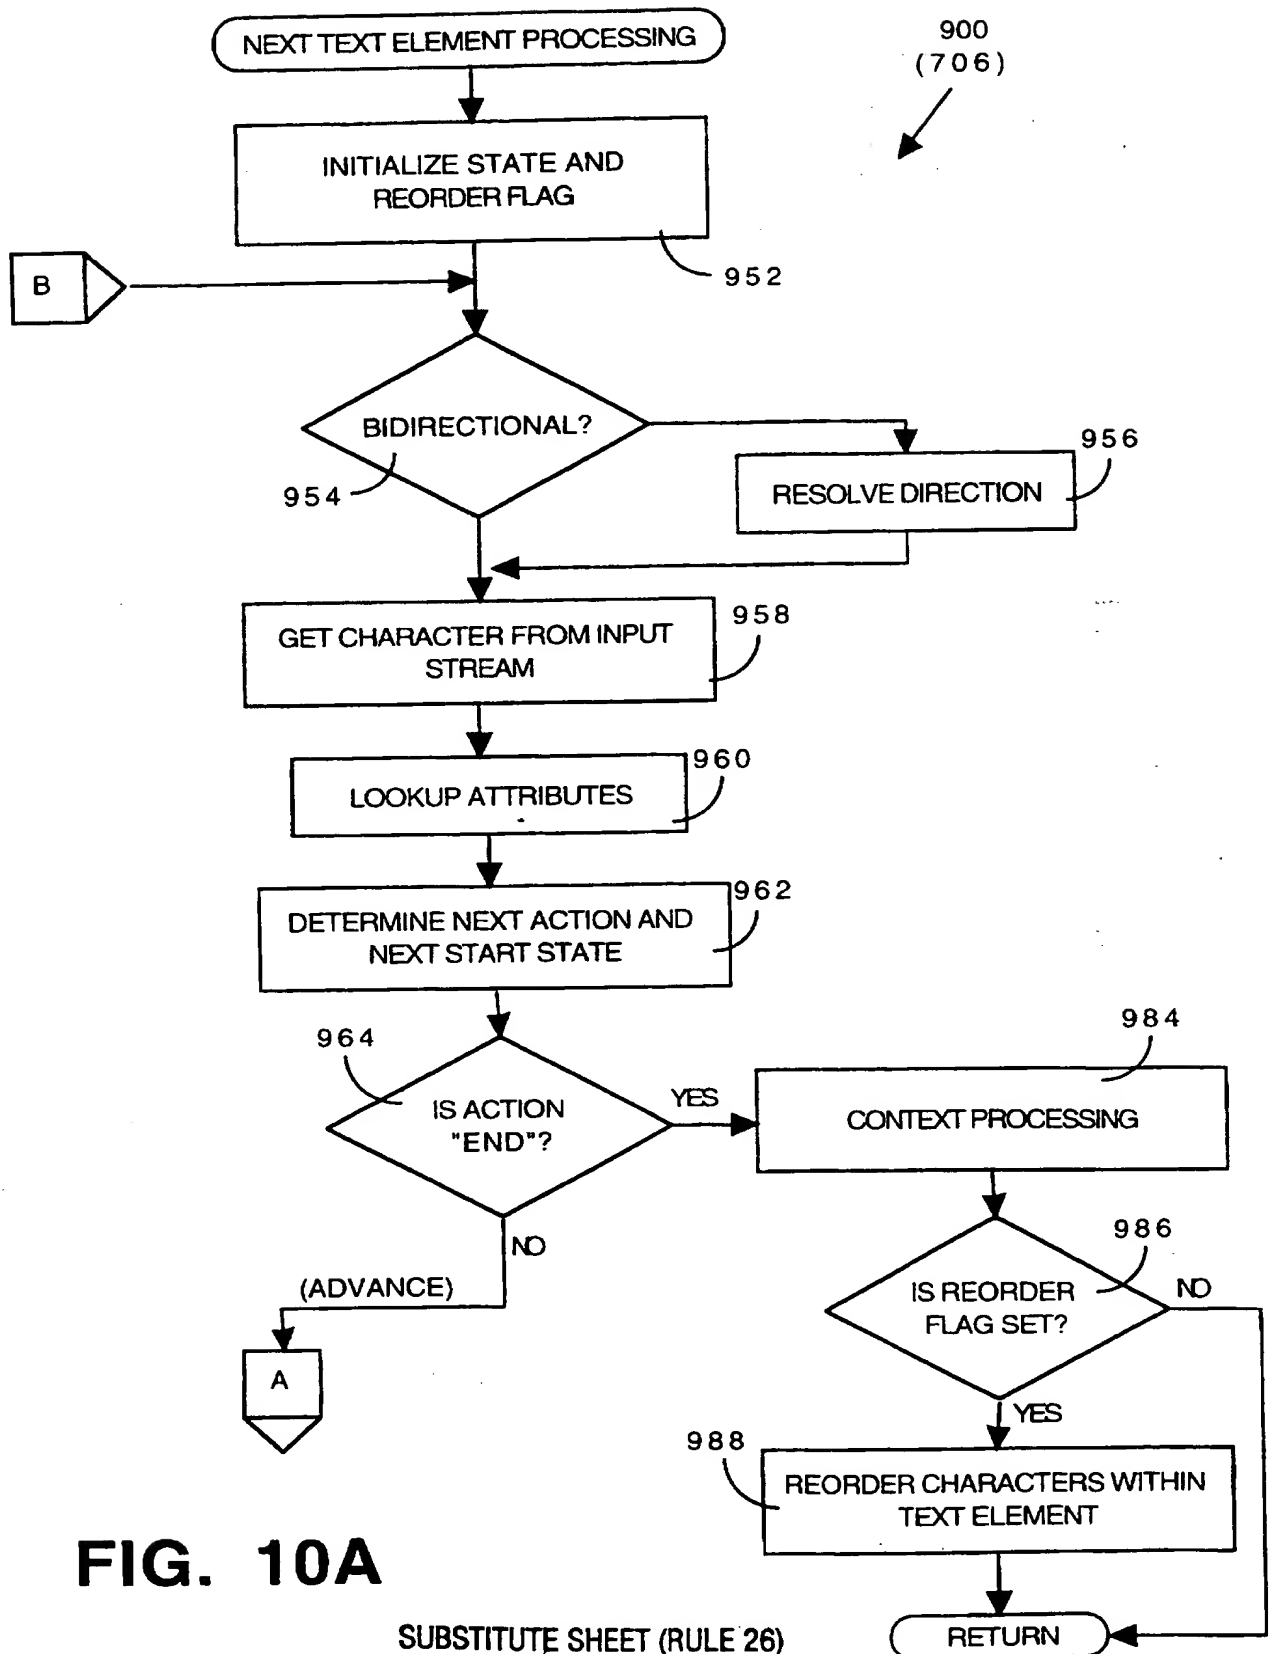 NEXT TEXT ELEMENT PROCESSING
900
(706)
INITIALIZE STATE AND
REORDER FLAG
952
B
BIDIRECTIONAL?
954
956
RESOLVE DIRECTION
958
GET CHARACTER FROM INPUT
STREAM
960
LOOKUP ATTRIBUTES
962
DETERMINE NEXT ACTION AND
NEXT START STATE
964
IS ACTION
"END"?
YES
984
CONTEXT PROCESSING
NO
(ADVANCE)
A
986
IS REORDER
FLAG SET?
NO
YES
988
REORDER CHARACTERS WITHIN
TEXT ELEMENT
RETURN
FIG. 10A
SUBSTITUTE SHEET (RULE 26)